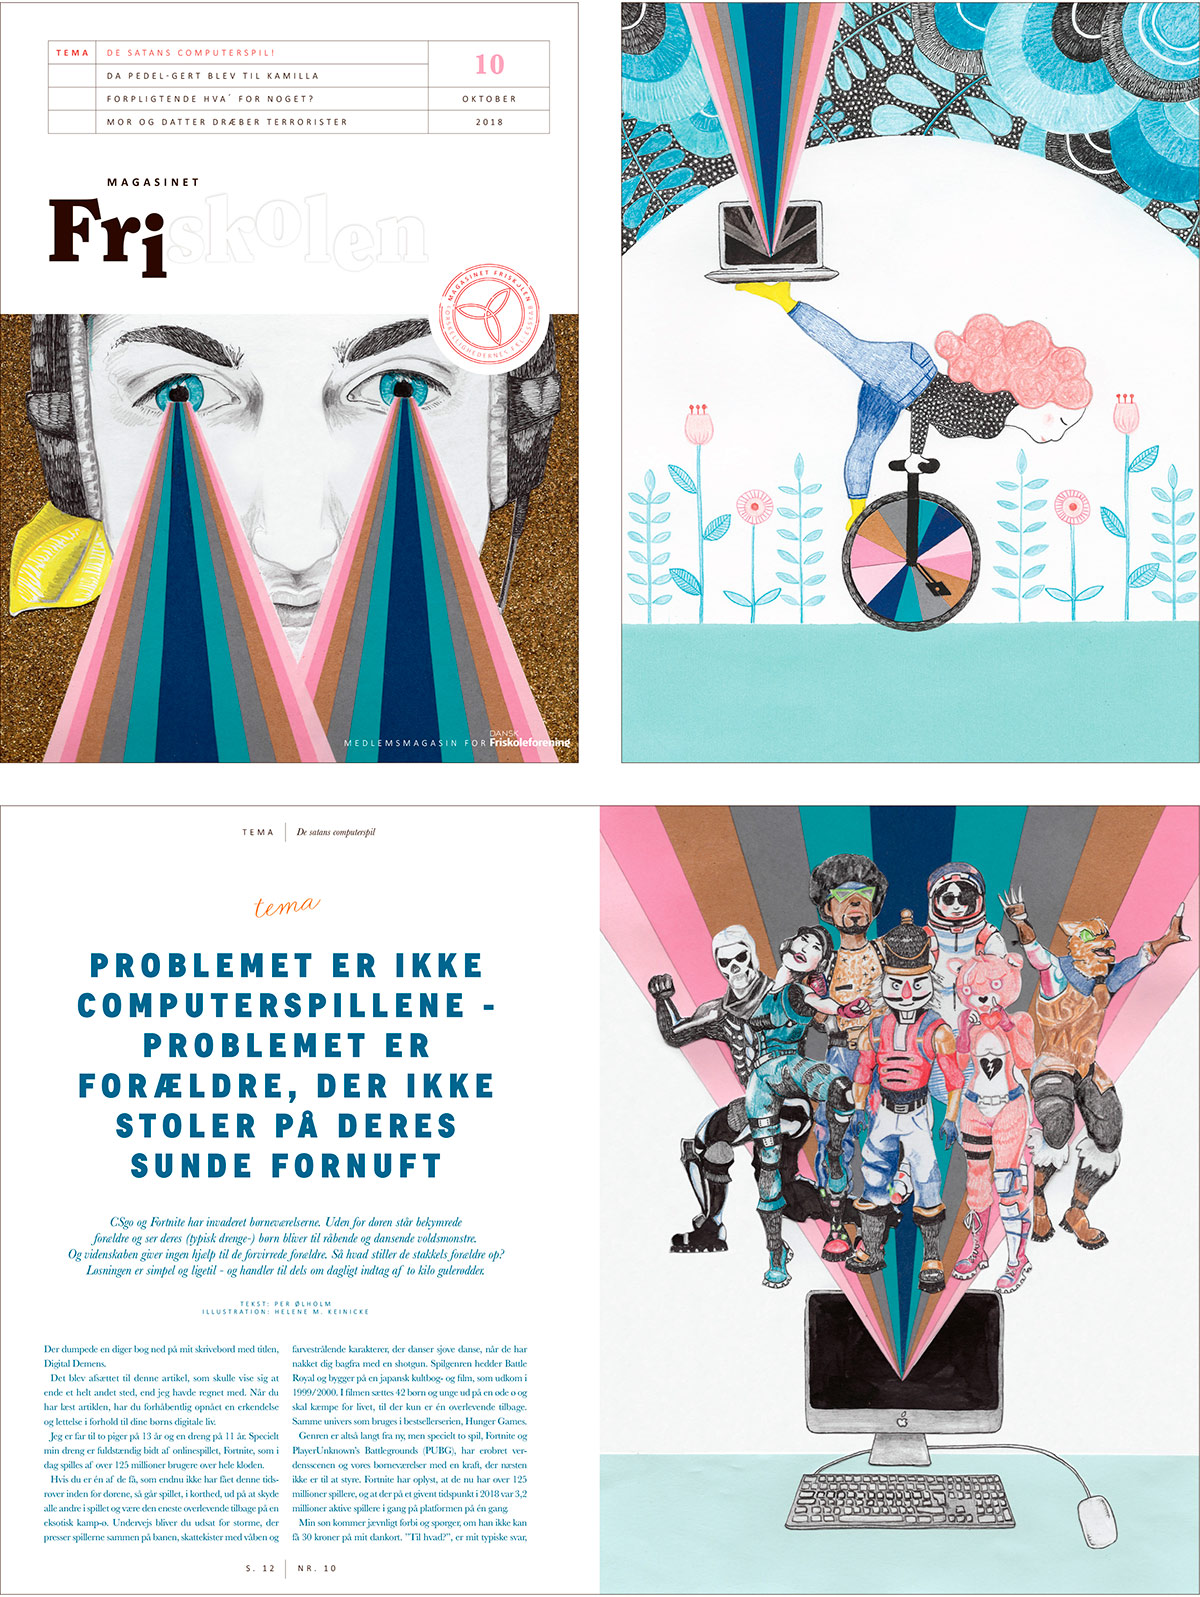 TEMA DE SATANS COMPUTERSPIL!
DA PEDEL-GERT BLEV TIL KAMILLA
FORPLIGTENDE HVA´ FOR NOGET?
MOR OG DATTER DRÆBER TERRORISTER
10
OKTOBER
2018
MAGASINET
Friskolen
MAGASINET FRISKOLEN
MEDLEMSMAGASIN FOR DANSK Friskoleforening
TEMA De satans computerspil
tema
PROBLEMET ER IKKE
COMPUTERSPILLENE -
PROBLEMET ER
FORÆLDRE, DER IKKE
STOLER PÅ DERES
SUNDE FORNUFT
CSgo og Fortnite har invaderet børneværelserne. Uden for døren står bekymrede
forældre og ser deres (typisk drenge-) børn bliver til råbende og dansende voldsmonstre.
Og videnskaben giver ingen hjælp til de forvirrede forældre. Så hvad stiller de stakkels forældre op?
Løsningen er simpel og ligetil - og handler til dels om dagligt indtag af to kilo gulerødder.
TEKST: PER ØLHOLM
ILLUSTRATION: HELENE M. KEINICKE
Der dumpede en diger bog ned på mit skrivebord med titlen,
Digital Demens.
Det blev afsættet til denne artikel, som skulle vise sig at
ende et helt andet sted, end jeg havde regnet med. Når du
har læst artiklen, har du forhåbentlig opnået en erkendelse
og lettelse i forhold til dine børns digitale liv.
Jeg er far til to piger på 13 år og en dreng på 11 år. Specielt
min dreng er fuldstændig bidt af onlinespillet, Fortnite, som i
dag spilles af over 125 millioner brugere over hele kloden.
Hvis du er én af de få, som endnu ikke har fået denne tids-
røver inden for dørene, så går spillet, i korthed, ud på at skyde
alle andre i spillet og være den eneste overlevende tilbage på en
eksotisk kamp-ø. Undervejs bliver du udsat for storme, der
presser spillerne sammen på banen, skattekister med våben og
farvestrålende karakterer, der danser sjove danse, når de har
nakket dig bagfra med en shotgun. Spilgenren hedder Battle
Royal og bygger på en japansk kultbog- og film, som udkom i
1999/2000. I filmen sættes 42 børn og unge ud på en øde ø og
skal kæmpe for livet, til der kun er én overlevende tilbage.
Samme univers som bruges i bestsellerserien, Hunger Games.
Genren er altså langt fra ny, men specielt to spil, Fortnite og
PlayerUnknown's Battlegrounds (PUBG), har erobret ver-
densscenen og vores børneværelser med en kraft, der næsten
ikke er til at styre. Fortnite har oplyst, at de nu har over 125
millioner spillere, og at der på et givent tidspunkt i 2018 var 3,2
millioner aktive spillere i gang på platformen på én gang.
Min søn kommer jævnligt forbi og spørger, om han ikke kan
få 30 kroner på mit dankort. ”Til hvad?”, er mit typiske svar,
S. 12 NR. 10